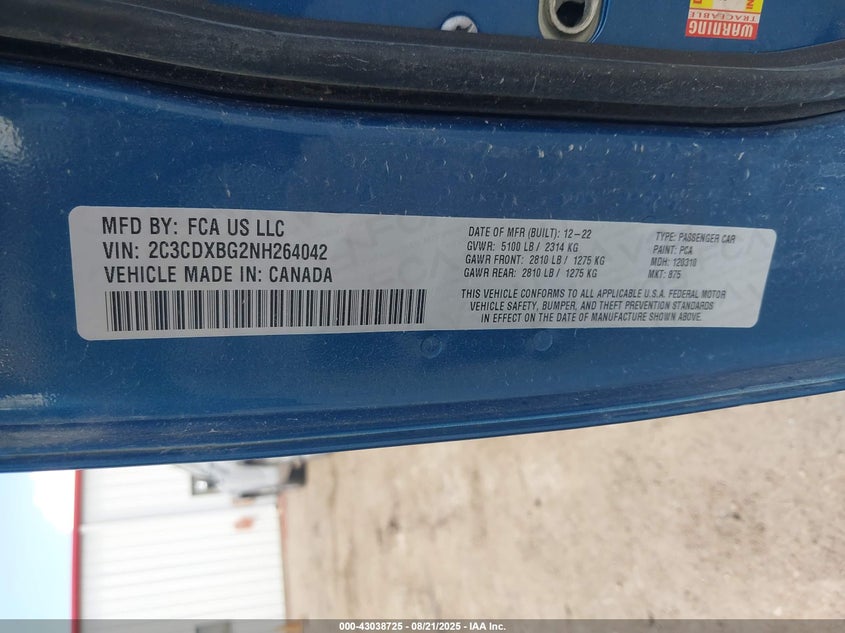 WARNING
TRACEABLE
MFD BY: FCA US LLC
VIN: 2C3CDXBG2NH264042
VEHICLE MADE IN: CANADA
DATE OF MFR (BUILT): 12-22
GVWR: 5100 LB / 2314 KG
GAWR FRONT: 2810 LB / 1275 KG
GAWR REAR: 2810 LB / 1275 KG
TYPE: PASSENGER CAR
PAINT: PCA
MDH: 120310
MKT: 875
THIS VEHICLE CONFORMS TO ALL APPLICABLE U.S.A. FEDERAL MOTOR
VEHICLE SAFETY, BUMPER, AND THEFT PREVENTION STANDARDS
IN EFFECT ON THE DATE OF MANUFACTURE SHOWN ABOVE.
000-43038725 - 08/21/2025 - IAA Inc.